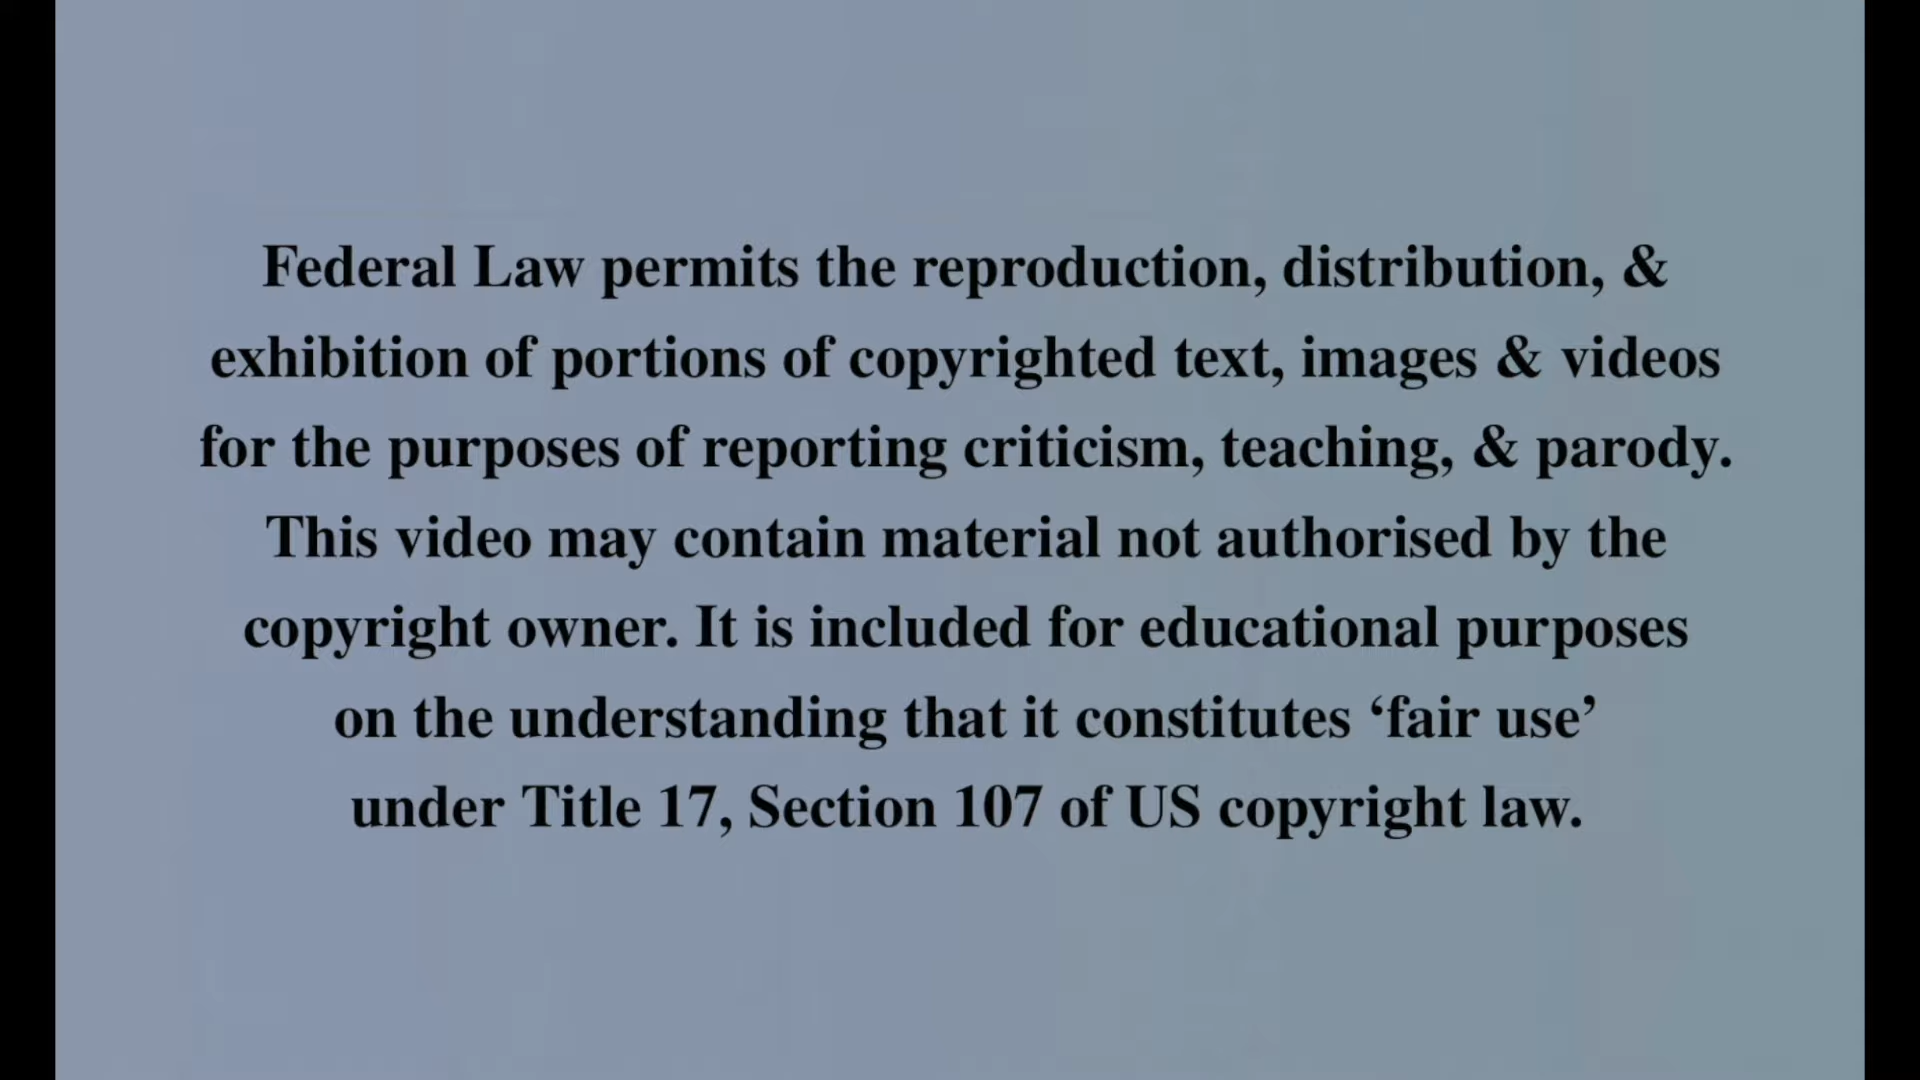 Federal Law permits the reproduction, distribution, &
exhibition of portions of copyrighted text, images & videos
for the purposes of reporting criticism, teaching, & parody.
This video may contain material not authorised by the
copyright owner. It is included for educational purposes
on the understanding that it constitutes ‘fair use’
under Title 17, Section 107 of US copyright law.